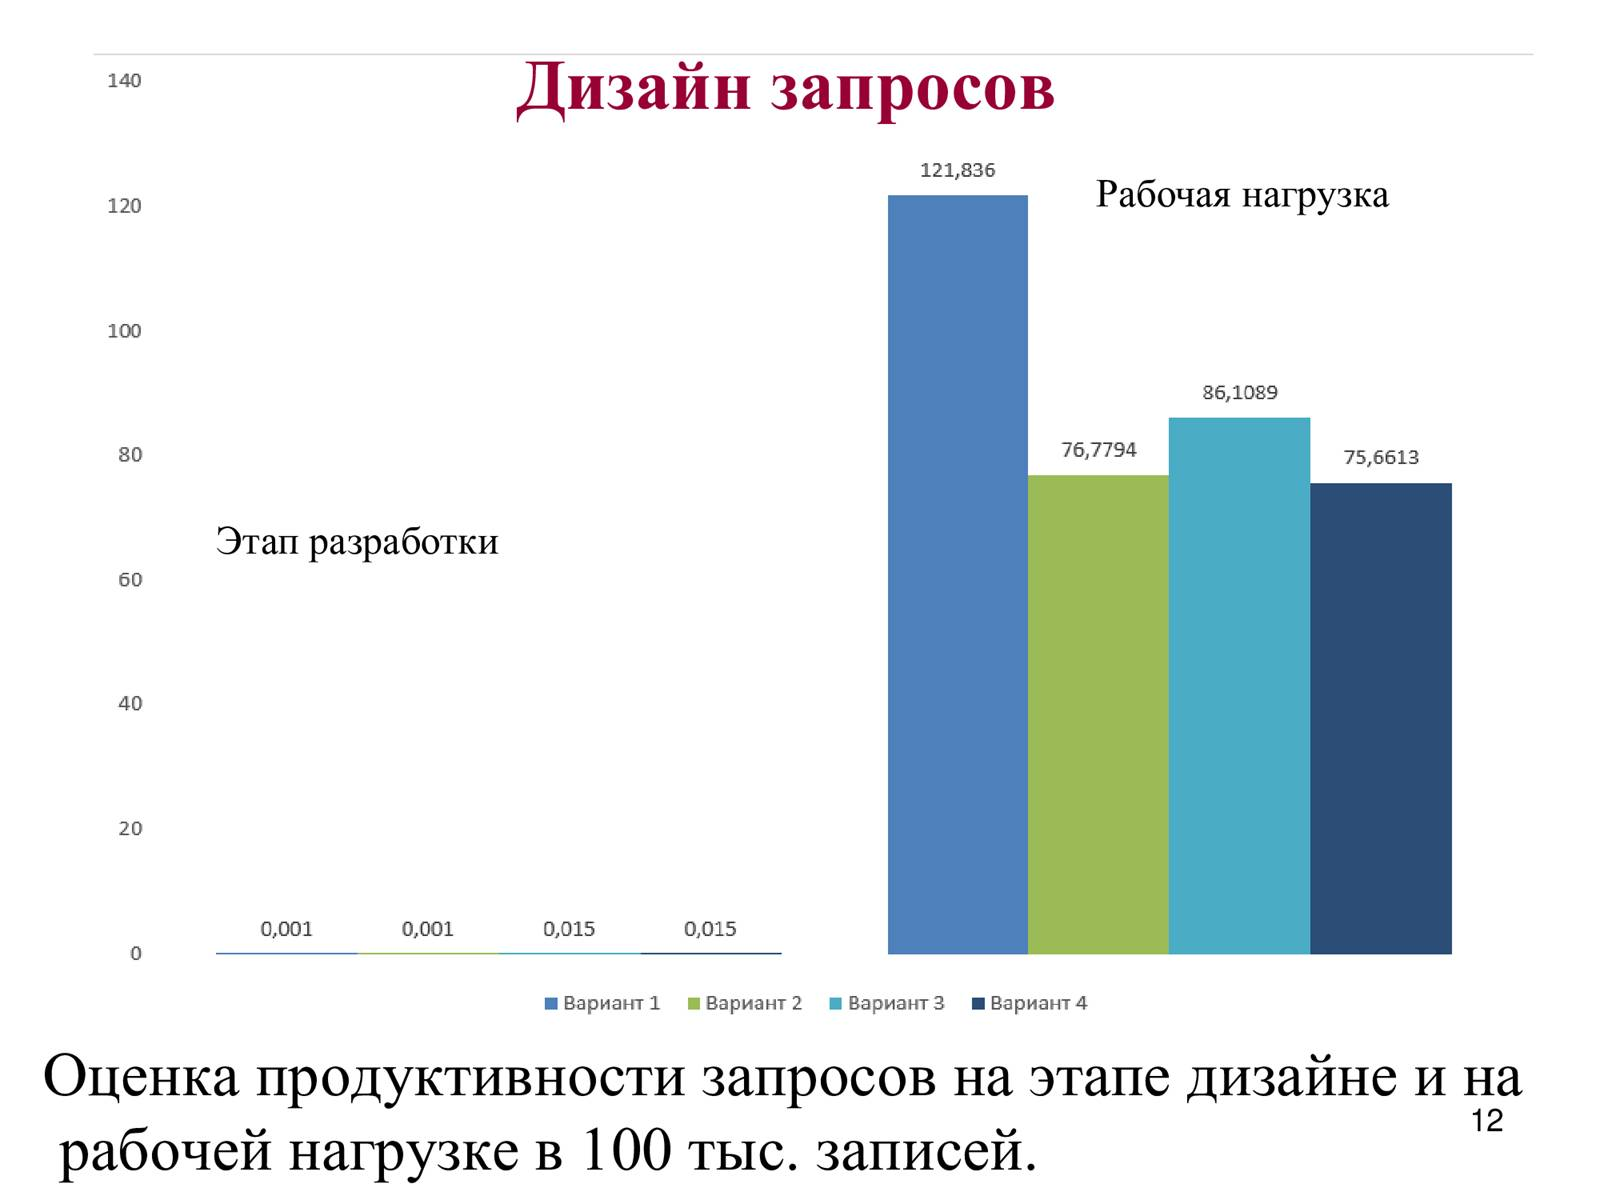 Дизайн запросов
140
120
100
80
60
40
20
0
Рабочая нагрузка
121,836
76,7794
86,1089
75,6613
Этап разработки
0,001
0,001
0,015
0,015
Вариант 1 Вариант 2 Вариант 3 Вариант 4
Оценка продуктивности запросов на этапе дизайне и на
рабочей нагрузке в 100 тыс. записей.
12